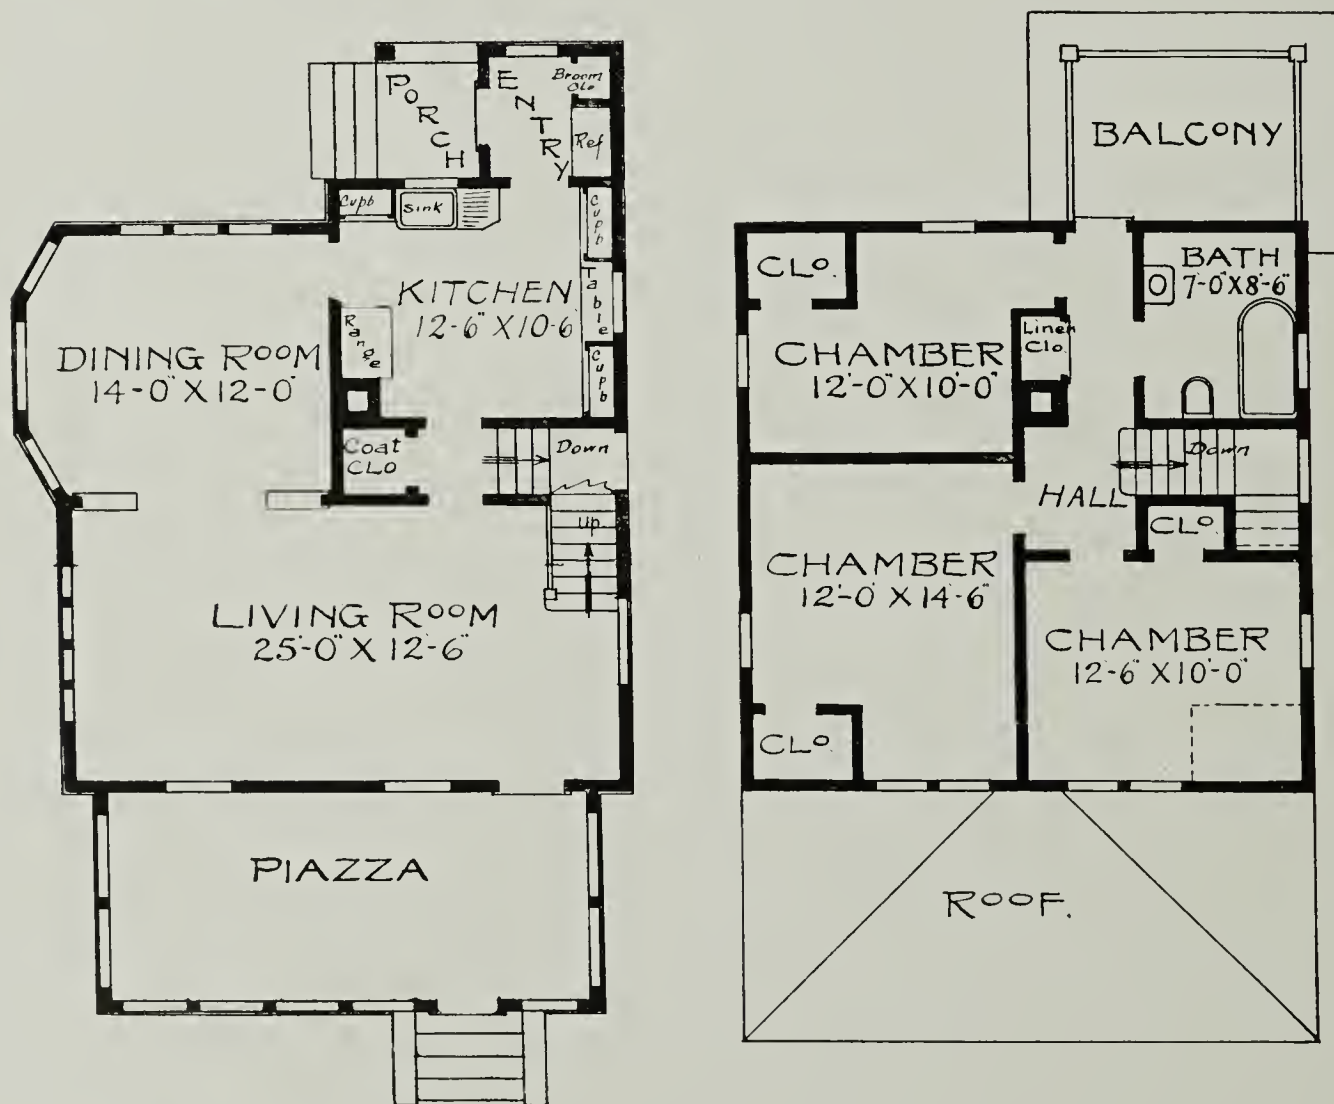 PORCH
ENTRY
Broom
Clo
Ref
Cupb
Sink
Cupb
KITCHEN
12-6" X 10-6"
Table
Range
Cupb
DINING ROOM
14-0" X 12-0"
Coat
CLO
Down
UP
LIVING ROOM
25'-0" X 12-6"
PIAZZA
BALCONY
CLO.
BATH
7'-0" X 8'-6"
Linen
Clo.
CHAMBER
12'-0" X 10'-0"
Down
HALL
CLO.
CHAMBER
12'-0" X 14'-6"
CHAMBER
12'-6" X 10'-0"
CLO.
ROOF.